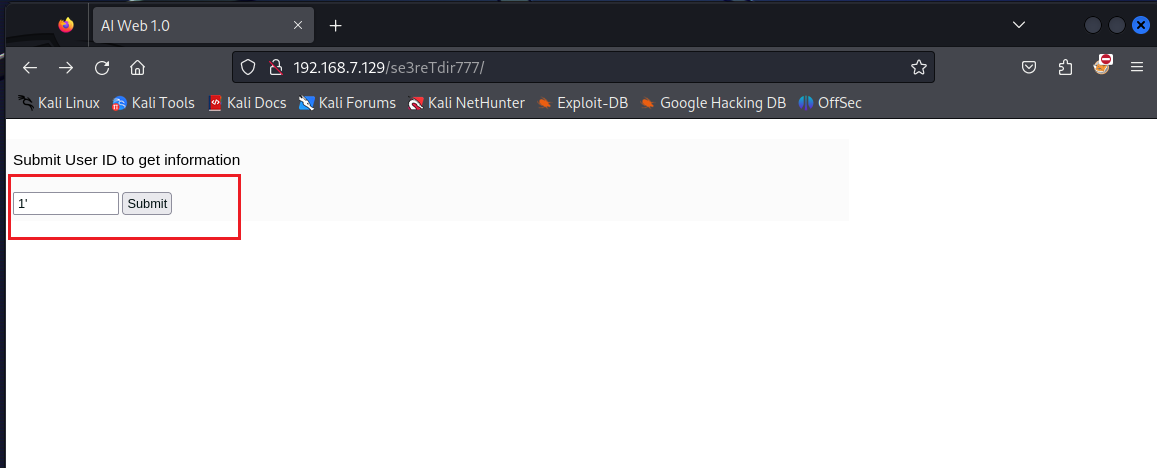 AI Web 1.0
192.168.7.129/se3reTdir777/
Kali Linux Kali Tools Kali Docs Kali Forums Kali NetHunter Exploit-DB Google Hacking DB OffSec
Submit User ID to get information
1' Submit